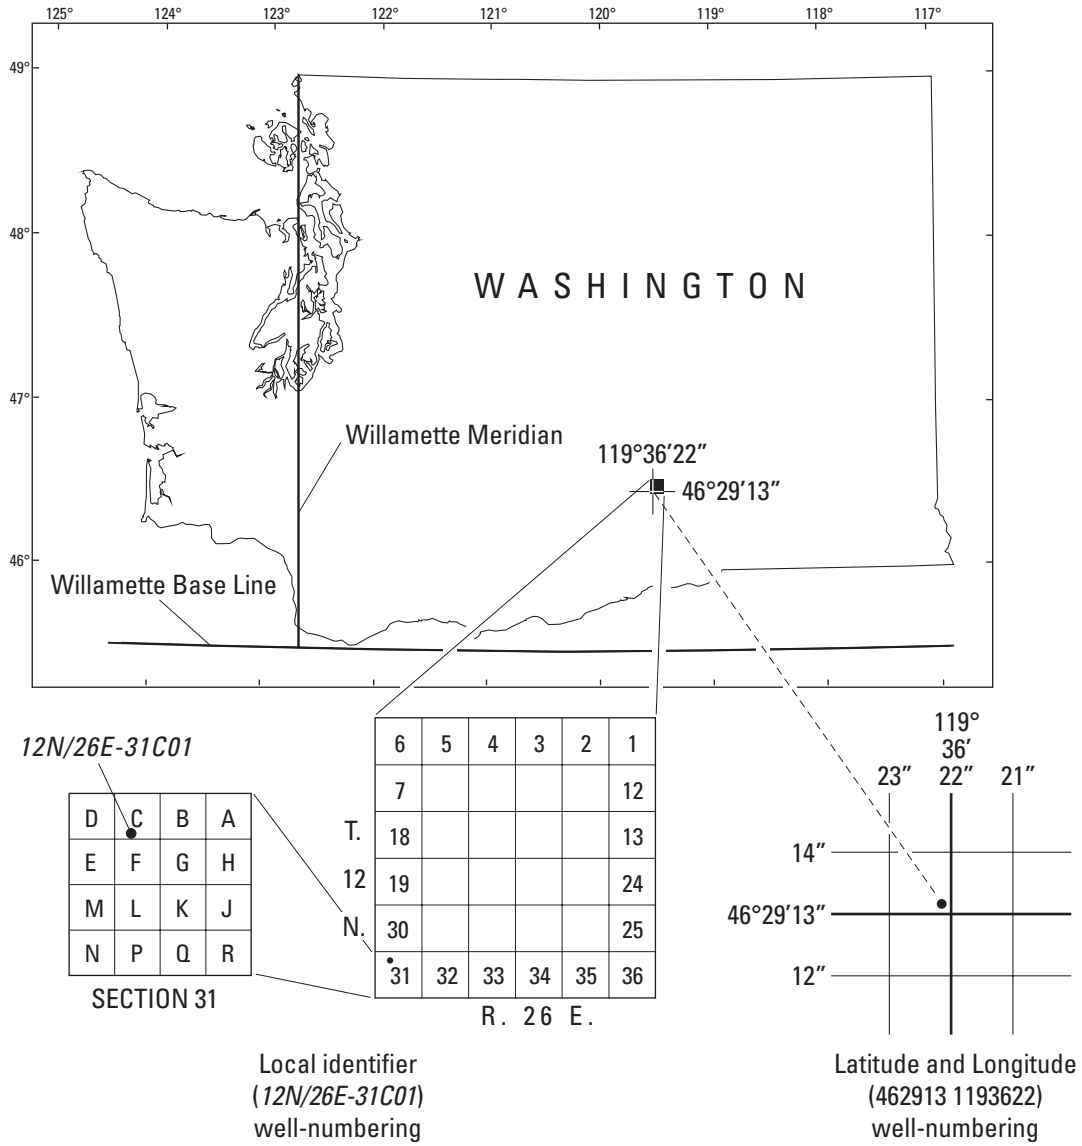 125° 124° 123° 122° 121° 120° 119° 118° 117°
49°
48°
WASHINGTON
47°
Willamette Meridian
119°36’22”
46°29’13”
46°
Willamette Base Line
12N/26E-31C01
D C B A
E F G H
M L K J
N P Q R
SECTION 31
6 5 4 3 2 1
7 12
18 13
19 24
30 25
31 32 33 34 35 36
T.
12
N.
R. 26 E.
119°
36’
23” 22” 21”
14”
46°29’13”
12”
Local identifier
(12N/26E-31C01)
well-numbering
Latitude and Longitude
(462913 1193622)
well-numbering